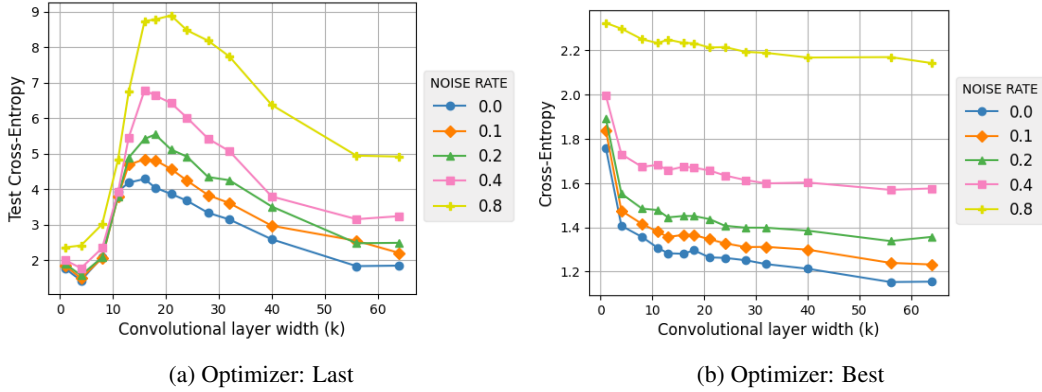 9
8
7
6
5
4
3
2
Test Cross-Entropy
0 10 20 30 40 50 60
Convolutional layer width (k)
NOISE RATE
0.0
0.1
0.2
0.4
0.8
(a) Optimizer: Last
2.2
2.0
1.8
1.6
1.4
1.2
Cross-Entropy
0 10 20 30 40 50 60
Convolutional layer width (k)
NOISE RATE
0.0
0.1
0.2
0.4
0.8
(b) Optimizer: Best